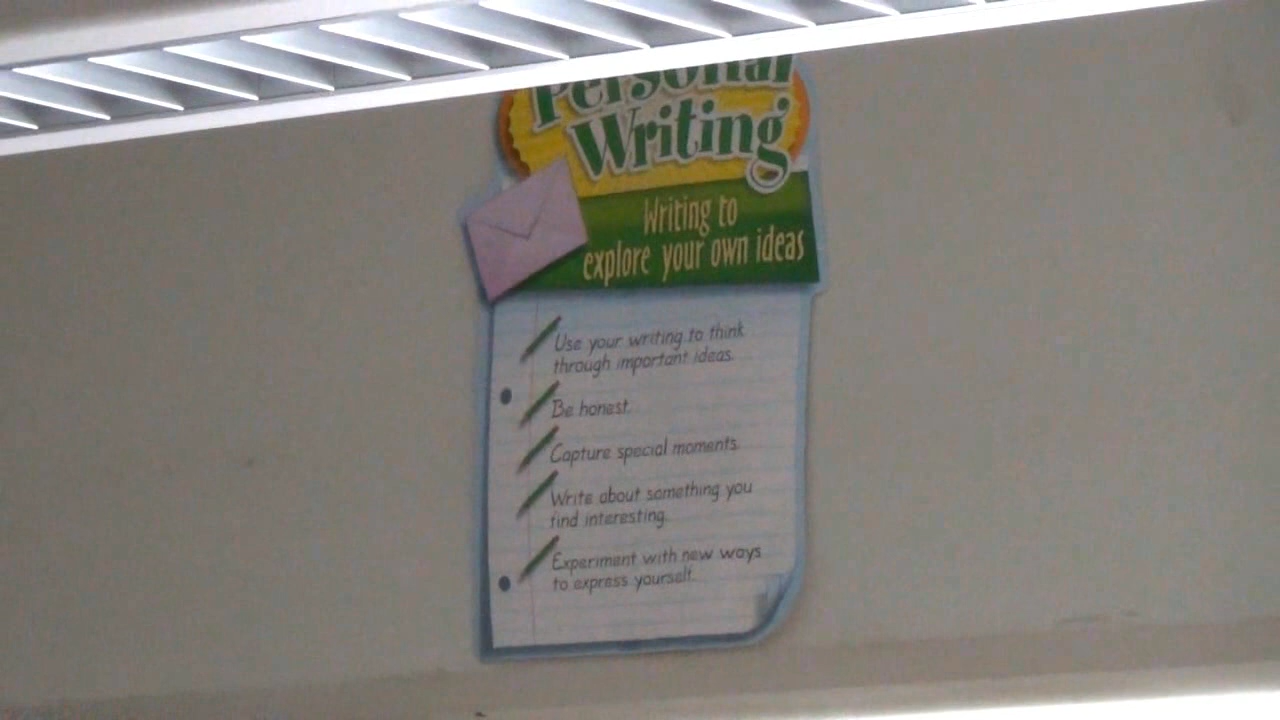 Personal
Writing
Writing to
explore your own ideas
Use your writing to think
through important ideas.
Be honest.
Capture special moments.
Write about something you
find interesting.
Experiment with new ways
to express yourself.